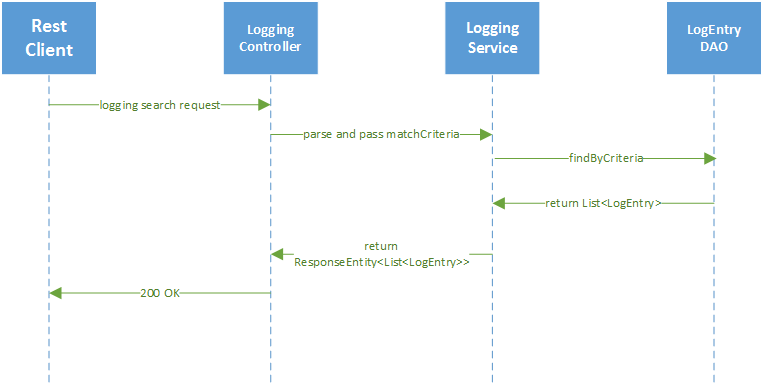 Rest
Client
Logging
Controller
Logging
Service
LogEntry
DAO
logging search request
parse and pass matchCriteria
findByCriteria
return List<LogEntry>
return
ResponseEntity<List<LogEntry>>
200 OK